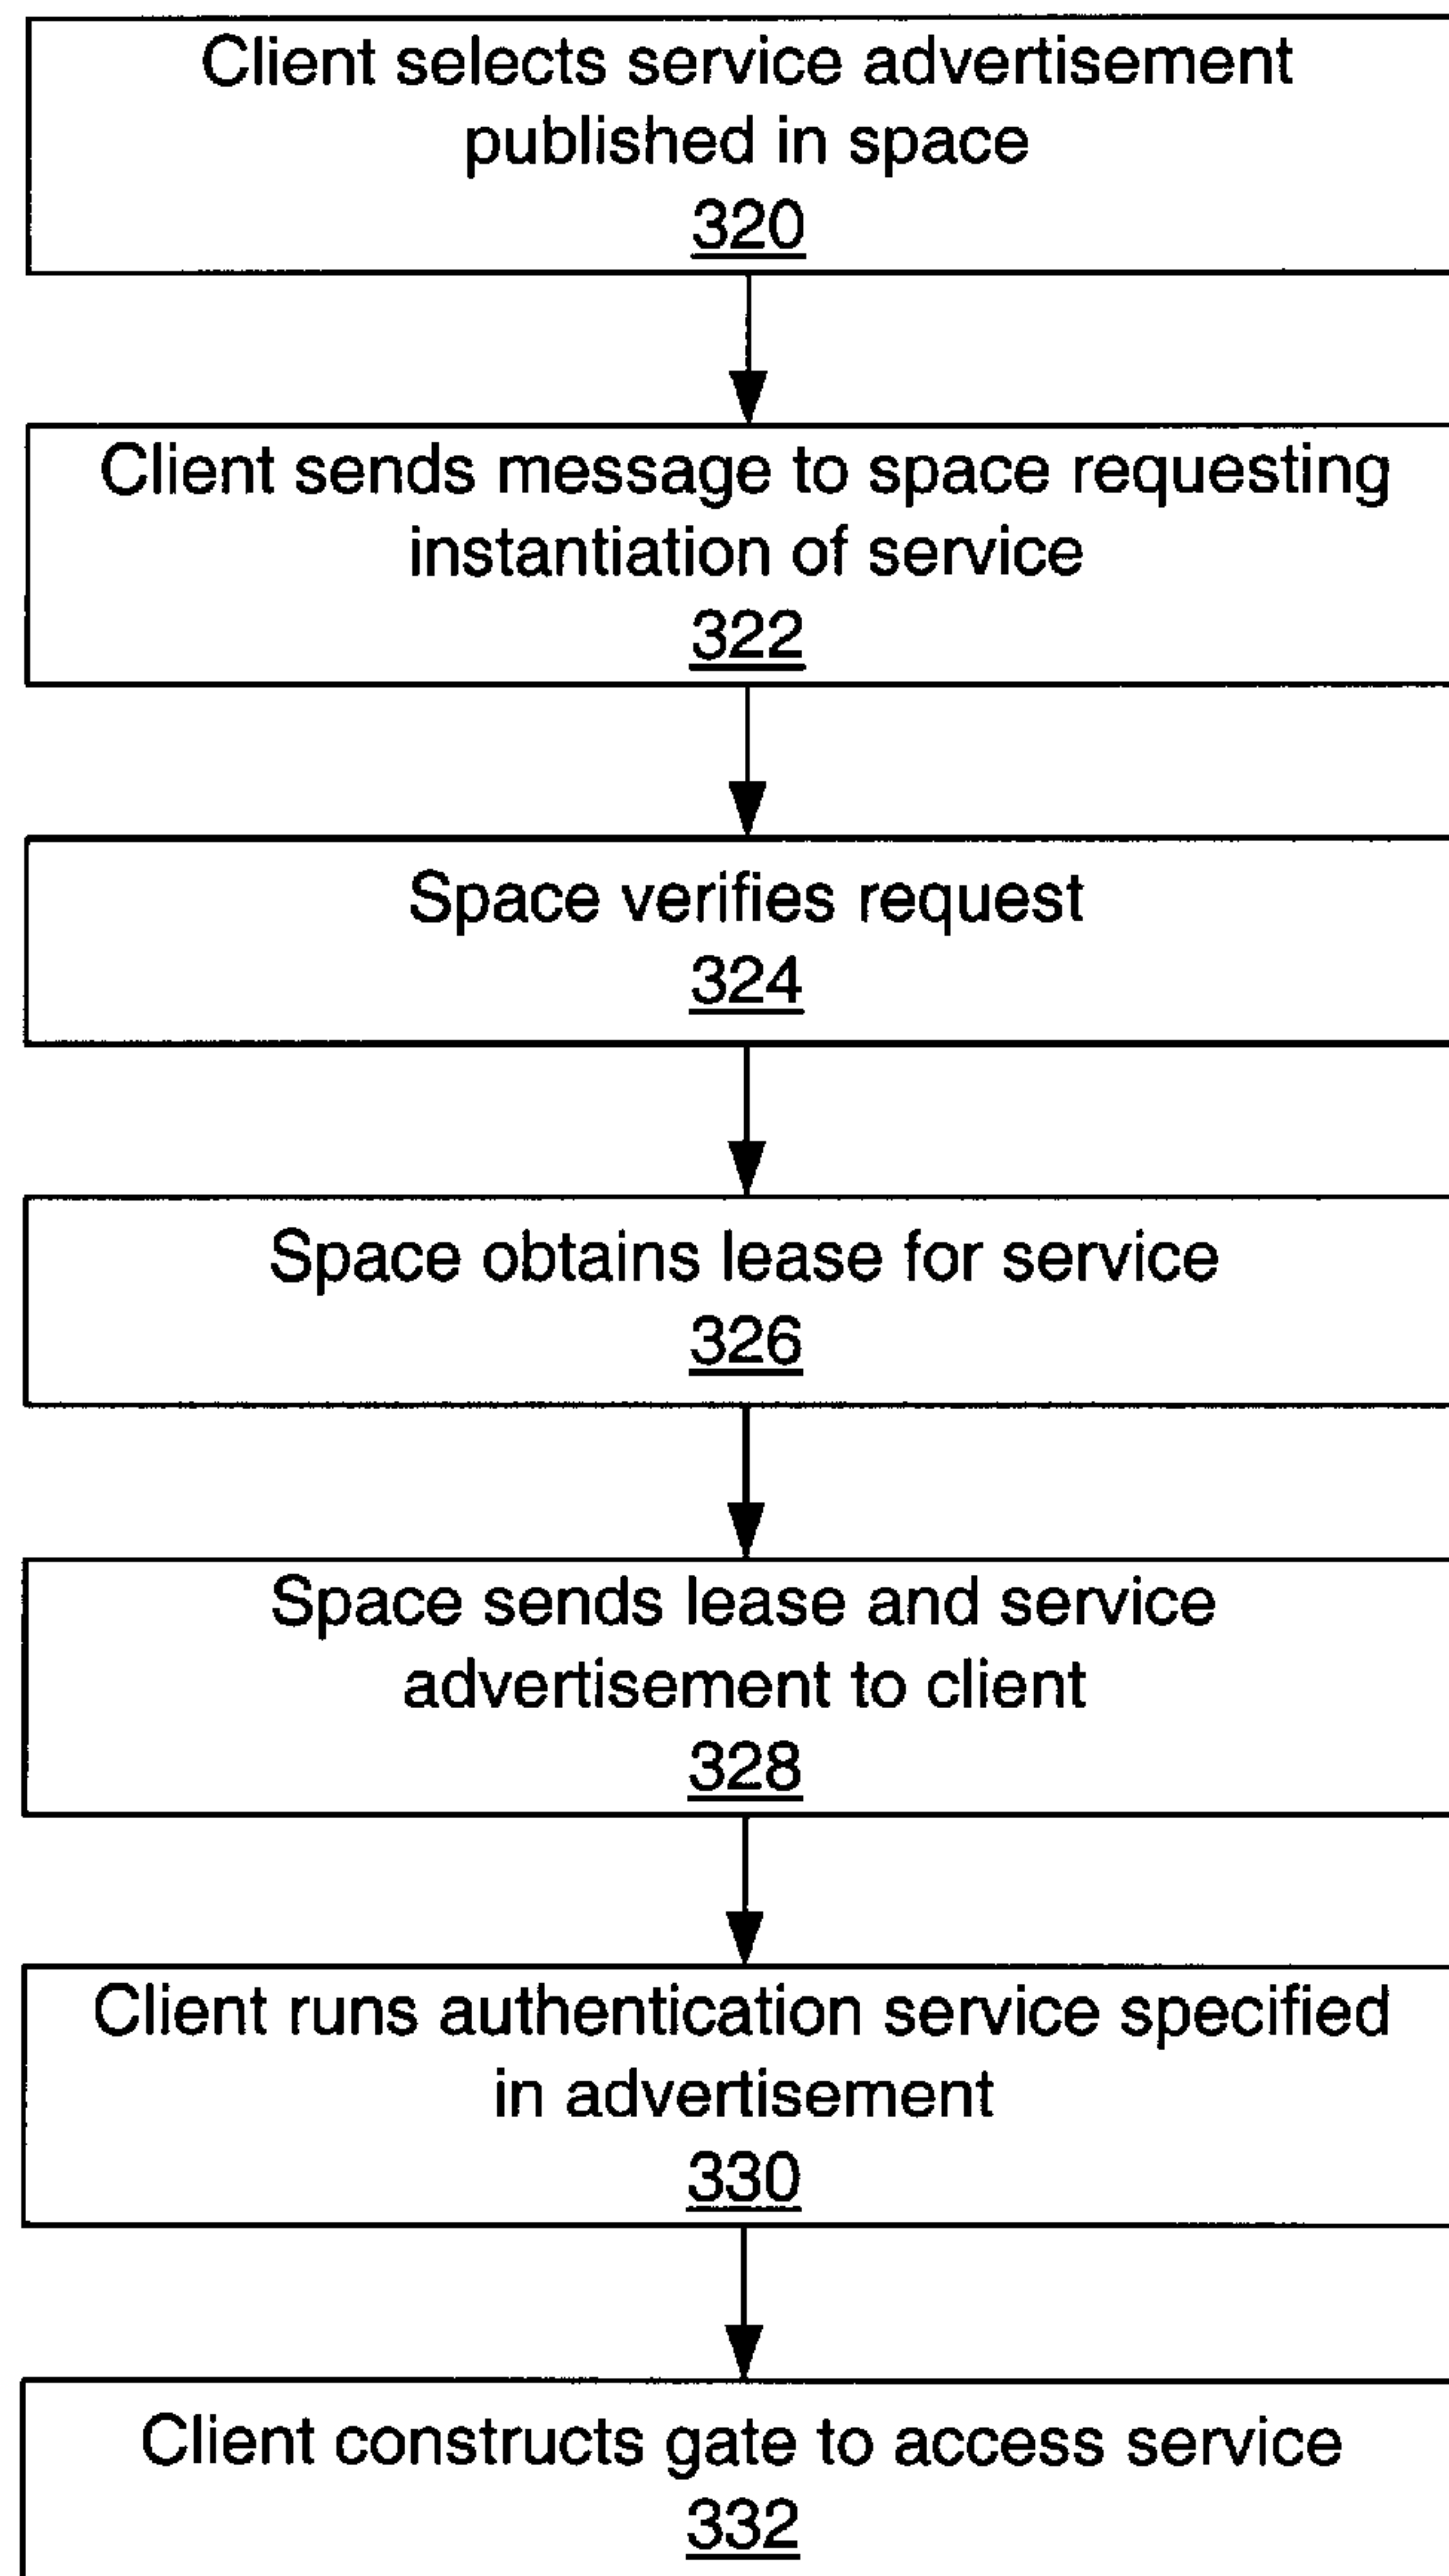 Client selects service advertisement
published in space
320
Client sends message to space requesting
instantiation of service
322
Space verifies request
324
Space obtains lease for service
326
Space sends lease and service
advertisement to client
328
Client runs authentication service specified
in advertisement
330
Client constructs gate to access service
332